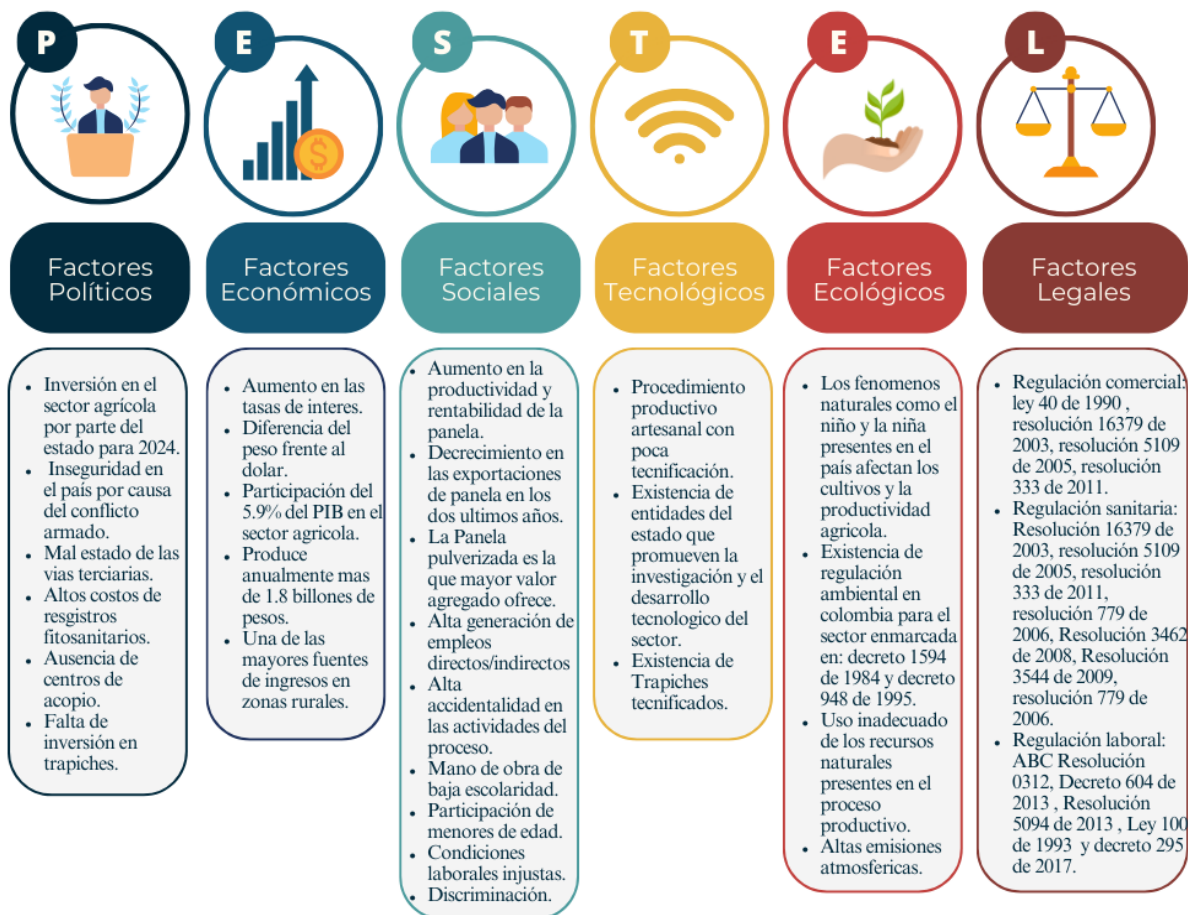 P
E
S
T
E
L
Factores
Políticos
Factores
Económicos
Factores
Sociales
Factores
Tecnológicos
Factores
Ecológicos
Factores
Legales
• Inversión en el
sector agrícola
por parte del
estado para 2024.
• Inseguridad en
el país por causa
del conflicto
armado.
• Mal estado de las
vias terciarias.
• Altos costos de
resgistros
fitosanitarios.
• Ausencia de
centros de
acopio.
• Falta de
inversión en
trapiches.
• Aumento en las
tasas de interes.
• Diferencia del
peso frente al
dolar.
• Participación del
5.9% del PIB en el
sector agricola.
• Produce
anualmente mas
de 1.8 billones de
pesos.
• Una de las
mayores fuentes
de ingresos en
zonas rurales.
• Aumento en la
productividad y
rentabilidad de la
panela.
• Decrecimiento en
las exportaciones
de panela en los
dos ultimos años.
• La Panela
pulverizada es la
que mayor valor
agregado ofrece.
• Alta generación de
empleos
directos/indirectos
• Alta
accidentalidad en
las actividades del
proceso.
• Mano de obra de
baja escolaridad.
• Participación de
menores de edad.
• Condiciones
laborales injustas.
• Discriminación.
• Procedimiento
productivo
artesanal con
poca
tecnificación.
• Existencia de
entidades del
estado que
promueven la
investigación y el
desarrollo
tecnologico del
sector.
• Existencia de
Trapiches
tecnificados.
• Los fenomenos
naturales como el
niño y la niña
presentes en el
país afectan los
cultivos y la
productividad
agricola.
• Existencia de
regulación
ambiental en
colombia para el
sector enmarcada
en: decreto 1594
de 1984 y decreto
948 de 1995.
• Uso inadecuado
de los recursos
naturales
presentes en el
proceso
productivo.
• Altas emisiones
atmosfericas.
• Regulación comercial:
ley 40 de 1990 ,
resolución 16379 de
2003, resolución 5109
de 2005, resolución
333 de 2011.
• Regulación sanitaria:
Resolución 16379 de
2003, resolución 5109
de 2005, resolución
333 de 2011,
resolución 779 de
2006, Resolución 3462
de 2008, Resolución
3544 de 2009,
resolución 779 de
2006.
• Regulación laboral:
ABC Resolución
0312, Decreto 604 de
2013 , Resolución
5094 de 2013 , Ley 100
de 1993 y decreto 295
de 2017.